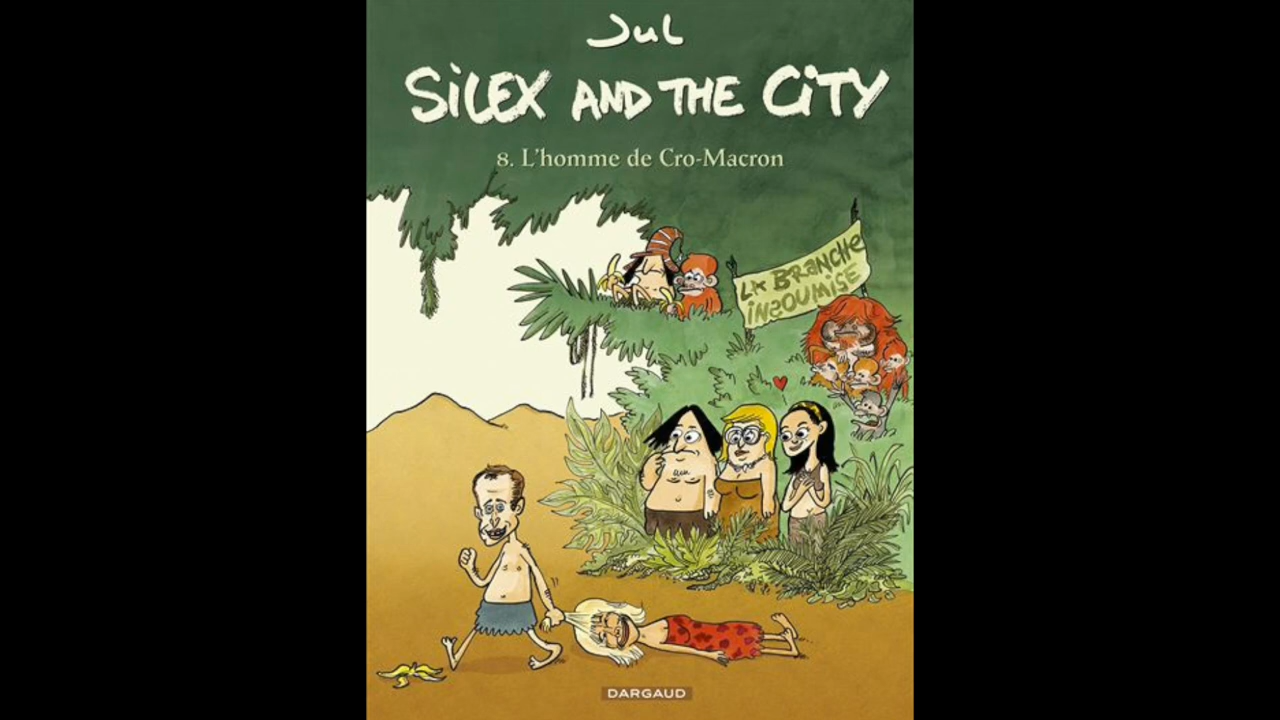 Jul
SiLEX AND THE CiTY
8. L'homme de Cro-Macron
LA BRANCHE
INSOUMISE
DARGAUD